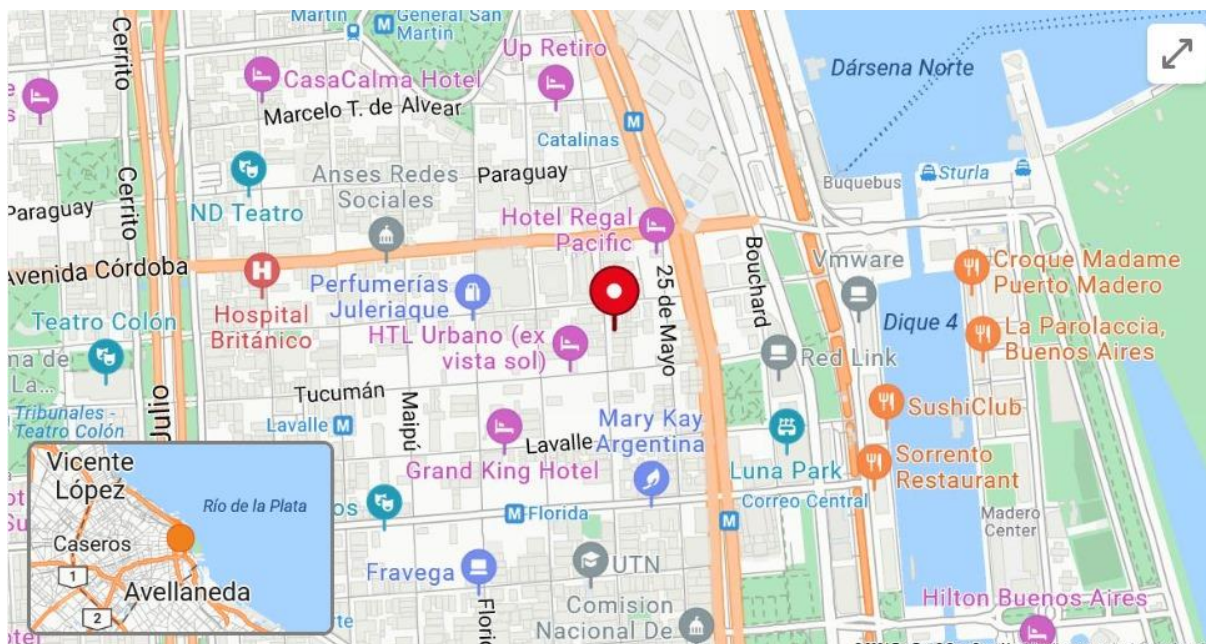 Martín
General San
Martin
Up Retiro
Cerrito
CasaCalma Hotel
Marcelo T. de Alvear
Catalinas
Dársena Norte
Anses Redes
Sociales
Paraguay
Buquebus
Sturla
Cerrito
ND Teatro
Paraguay
Hotel Regal
Pacific
Avenida Córdoba
Hospital
Británico
Perfumerías
Juleriaque
25 de Mayo
Bouchard
Vmware
Croque Madame
Puerto Madero
Teatro Colón
HTL Urbano (ex
vista sol)
Dique 4
La Parolaccia,
Buenos Aires
Red Link
Tucumán
Tribunales -
Teatro Colón
Lavalle
Maipú
Lavalle
Mary Kay
Argentina
SushiClub
Grand King Hotel
Luna Park
Sorrento
Restaurant
Correo Central
Florida
Madero
Center
Vicente
López
Río de la Plata
Caseros
1
Avellaneda
2
Fravega
UTN
Comision
Nacional De
Hilton Buenos Aires